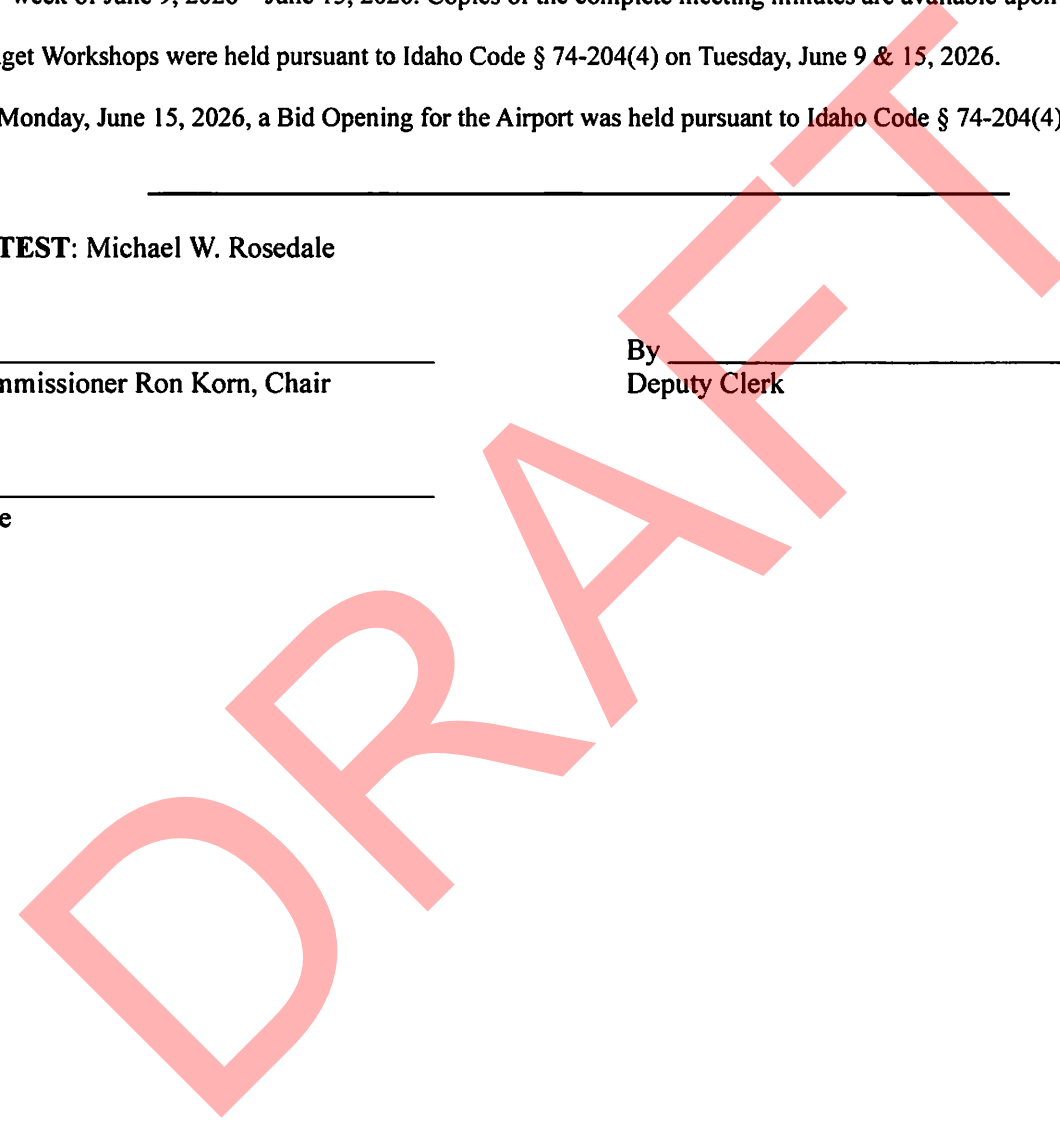 week of June 9, 2026 – June 15, 2026. Copies of the complete meeting minutes are available upon
get Workshops were held pursuant to Idaho Code § 74-204(4) on Tuesday, June 9 & 15, 2026.
Monday, June 15, 2026, a Bid Opening for the Airport was held pursuant to Idaho Code § 74-204(4)
TEST: Michael W. Rosedale
By
mmissioner Ron Korn, Chair
Deputy Clerk
e
DRAFT